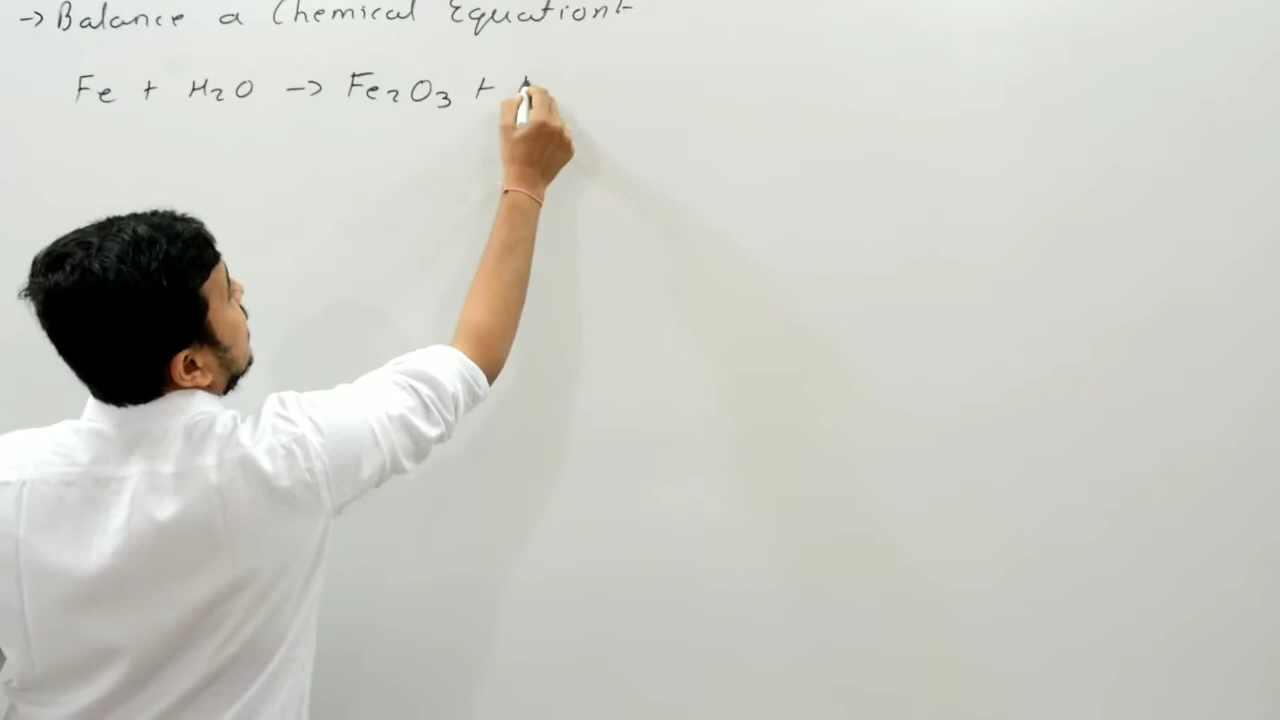 → Balance a Chemical Equation:-
Fe + H2O → Fe2O3 +